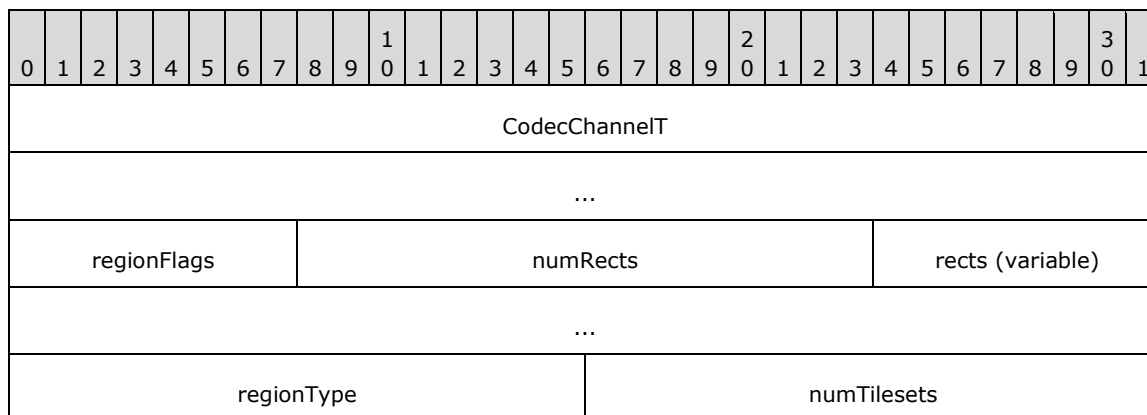 1 2 3
0 1 2 3 4 5 6 7 8 9 0 1 2 3 4 5 6 7 8 9 0 1 2 3 4 5 6 7 8 9 0 1
CodecChannelT
...
regionFlags numRects rects (variable)
...
regionType numTilesets